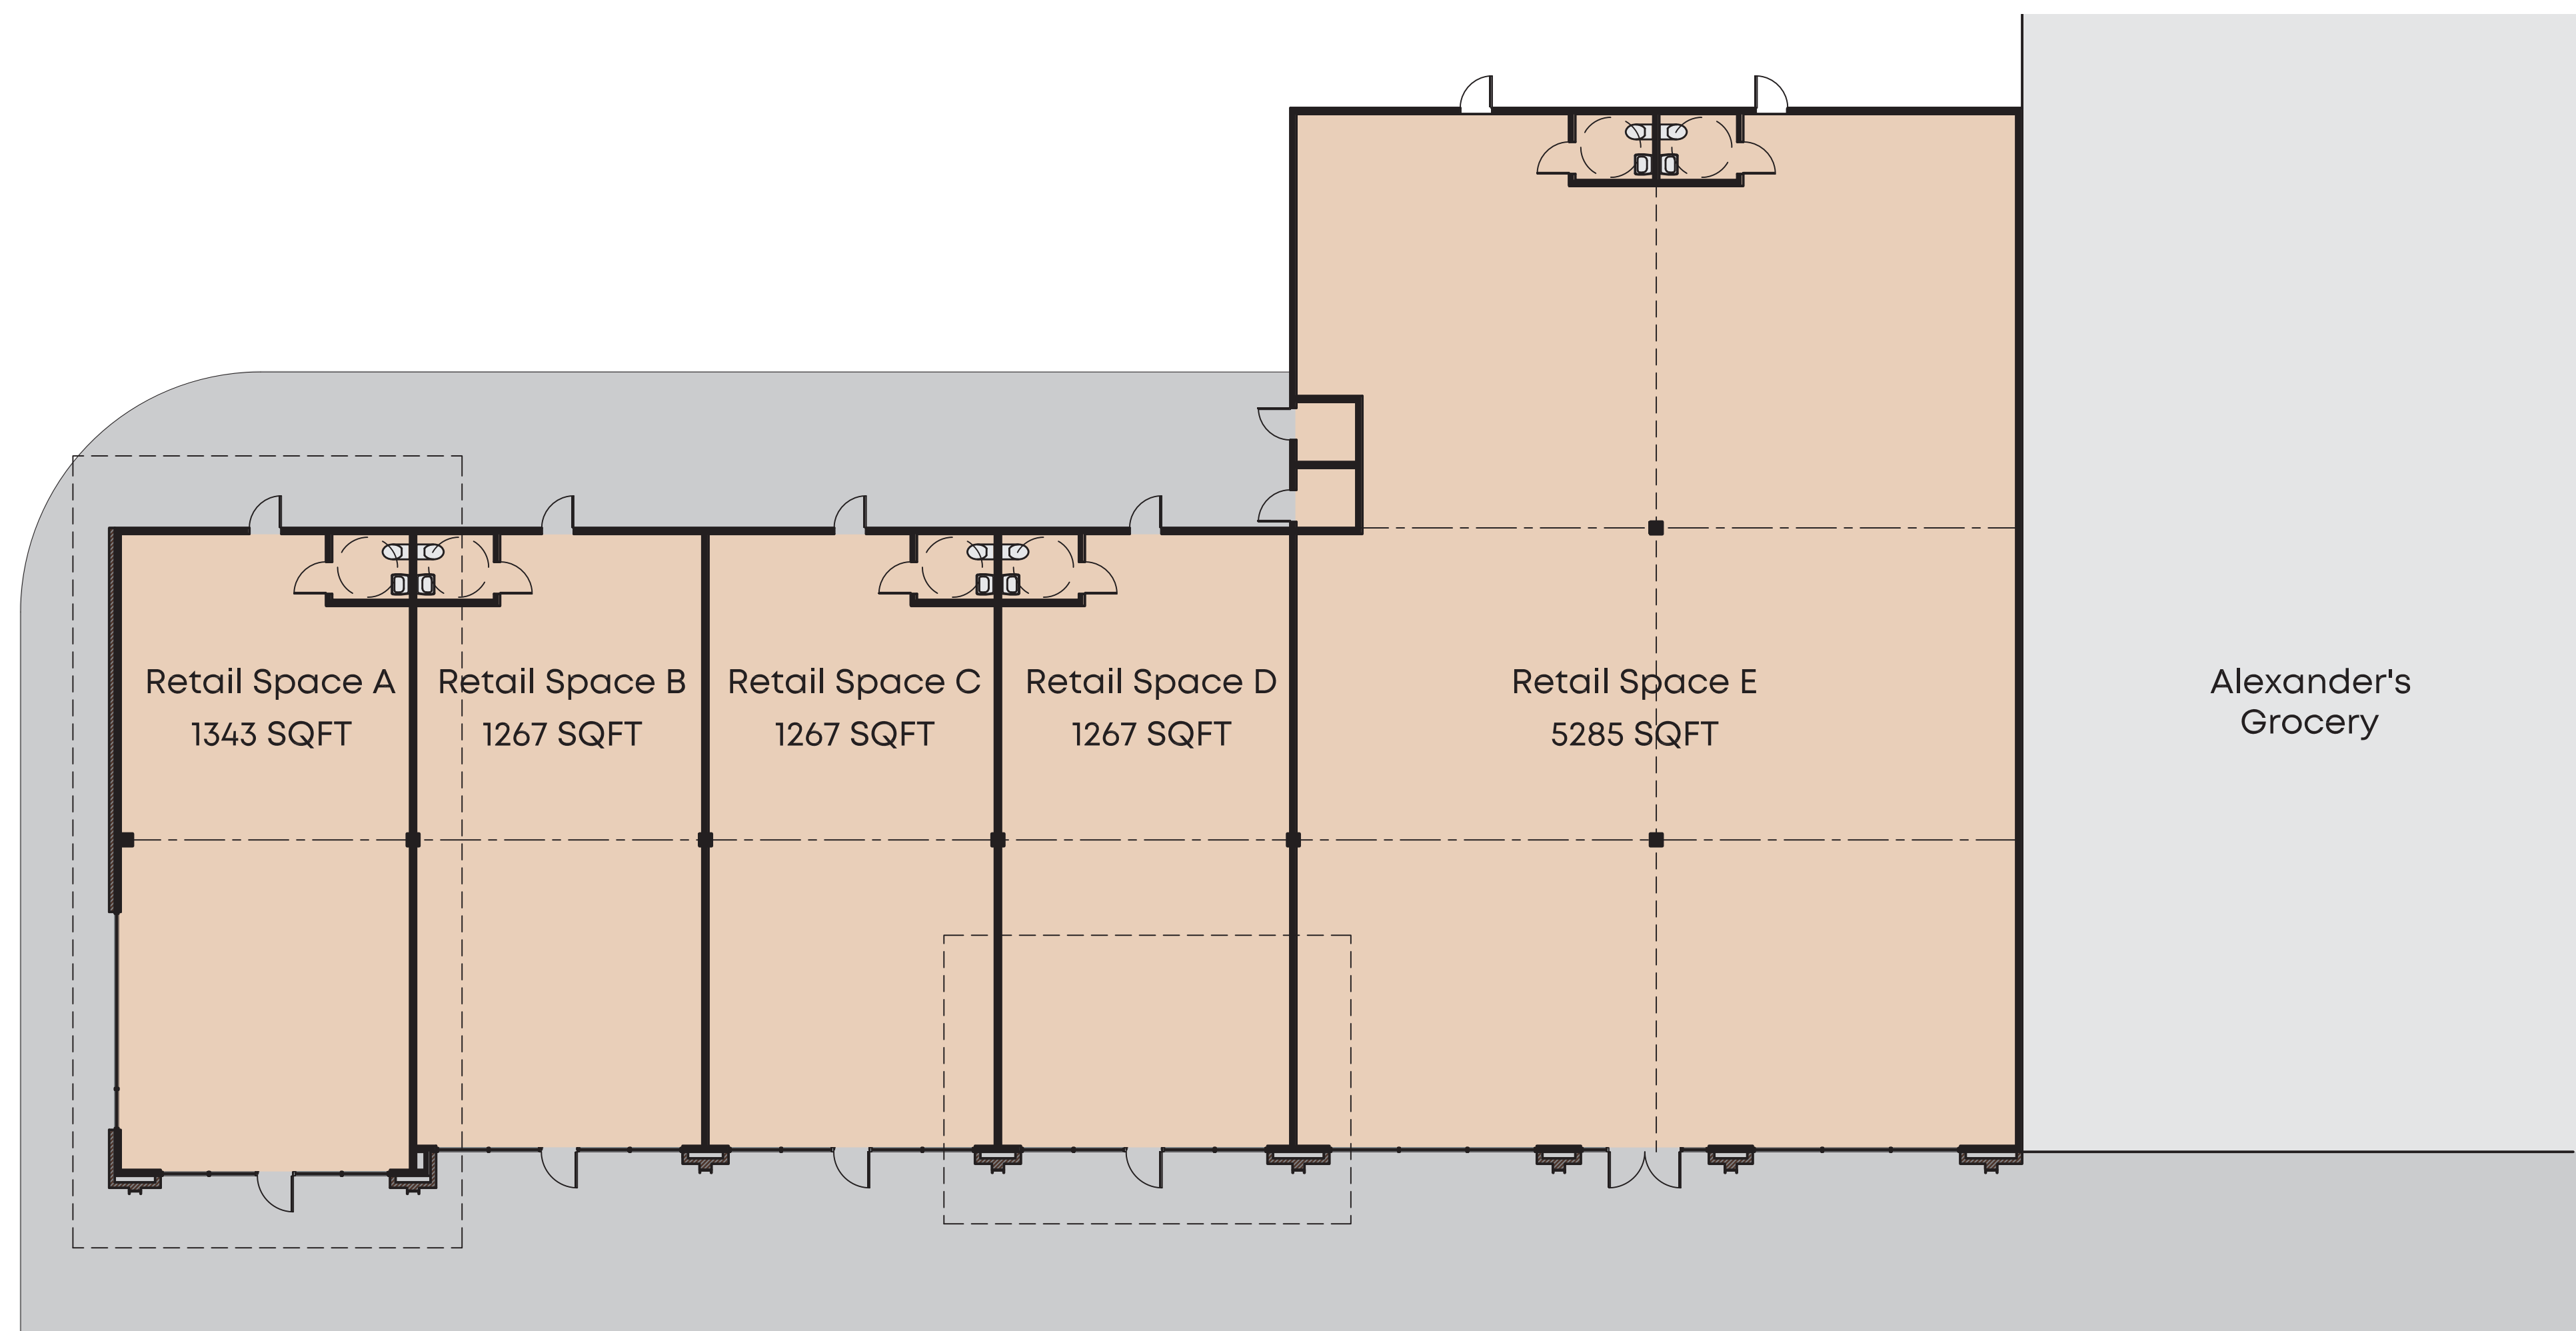 Retail Space A
1343 SQFT
Retail Space B
1267 SQFT
Retail Space C
1267 SQFT
Retail Space D
1267 SQFT
Retail Space E
5285 SQFT
Alexander's
Grocery